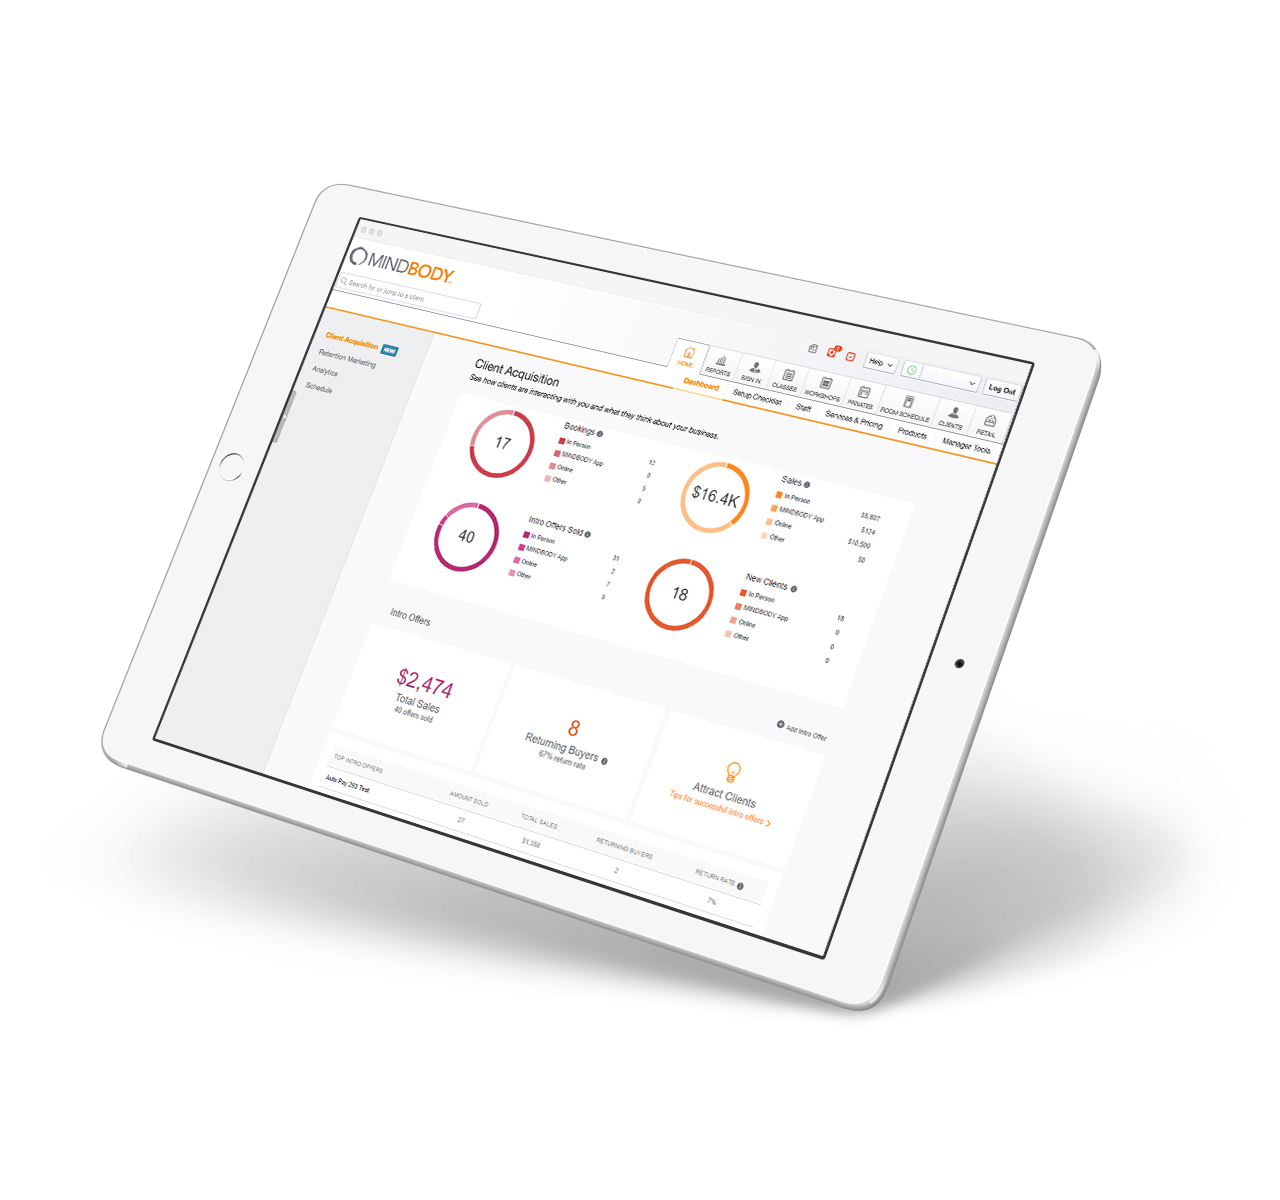 MINDBODY
Search for or jump to a client
Help
Log Out
HOME
REPORTS
SIGN IN
CLASSES
WORKSHOPS
PRIVATES
ROOM SCHEDULE
CLIENTS
RETAIL
Dashboard
Setup Checklist
Staff
Services & Pricing
Products
Manager Tools
Client Acquisition NEW
Retention Marketing
Analytics
Schedule
Client Acquisition
See how clients are interacting with you and what they think about your business.
17
Bookings
In Person 12
MINDBODY App 0
Online 5
Other 0
$16.4K
Sales
In Person $5,807
MINDBODY App $124
Online $10,500
Other $0
40
Intro Offers Sold
In Person 31
MINDBODY App 2
Online 7
Other 0
18
New Clients
In Person 18
MINDBODY App 0
Online 0
Other 0
Intro Offers
Add Intro Offer
$2,474
Total Sales
40 offers sold
8
Returning Buyers
67% return rate
Attract Clients
Tips for successful intro offers >
TOP INTRO OFFERS AMOUNT SOLD TOTAL SALES RETURNING BUYERS RETURN RATE
Auto Pay 293 Test 27 $1,350 2 7%